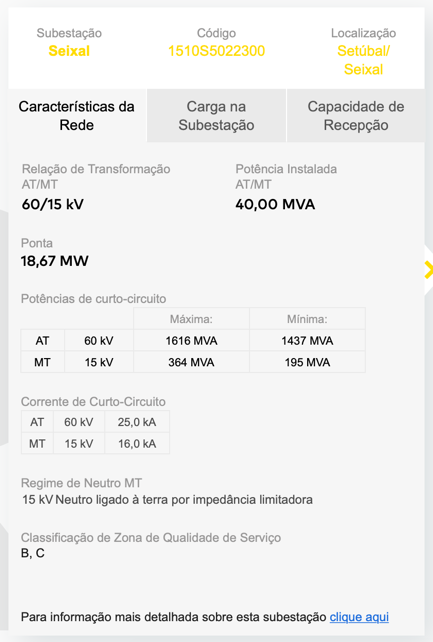 Subestação
Seixal
Código
1510S5022300
Localização
Setúbal/
Seixal
Características da
Rede
Carga na
Subestação
Capacidade de
Recepção
Relação de Transformação
AT/MT
60/15 kV
Potência Instalada
AT/MT
40,00 MVA
Ponta
18,67 MW
Potências de curto-circuito
Máxima: Mínima:
AT 60 kV 1616 MVA 1437 MVA
MT 15 kV 364 MVA 195 MVA
Corrente de Curto-Circuito
AT 60 kV 25,0 kA
MT 15 kV 16,0 kA
Regime de Neutro MT
15 kV Neutro ligado à terra por impedância limitadora
Classificação de Zona de Qualidade de Serviço
B, C
Para informação mais detalhada sobre esta subestação clique aqui